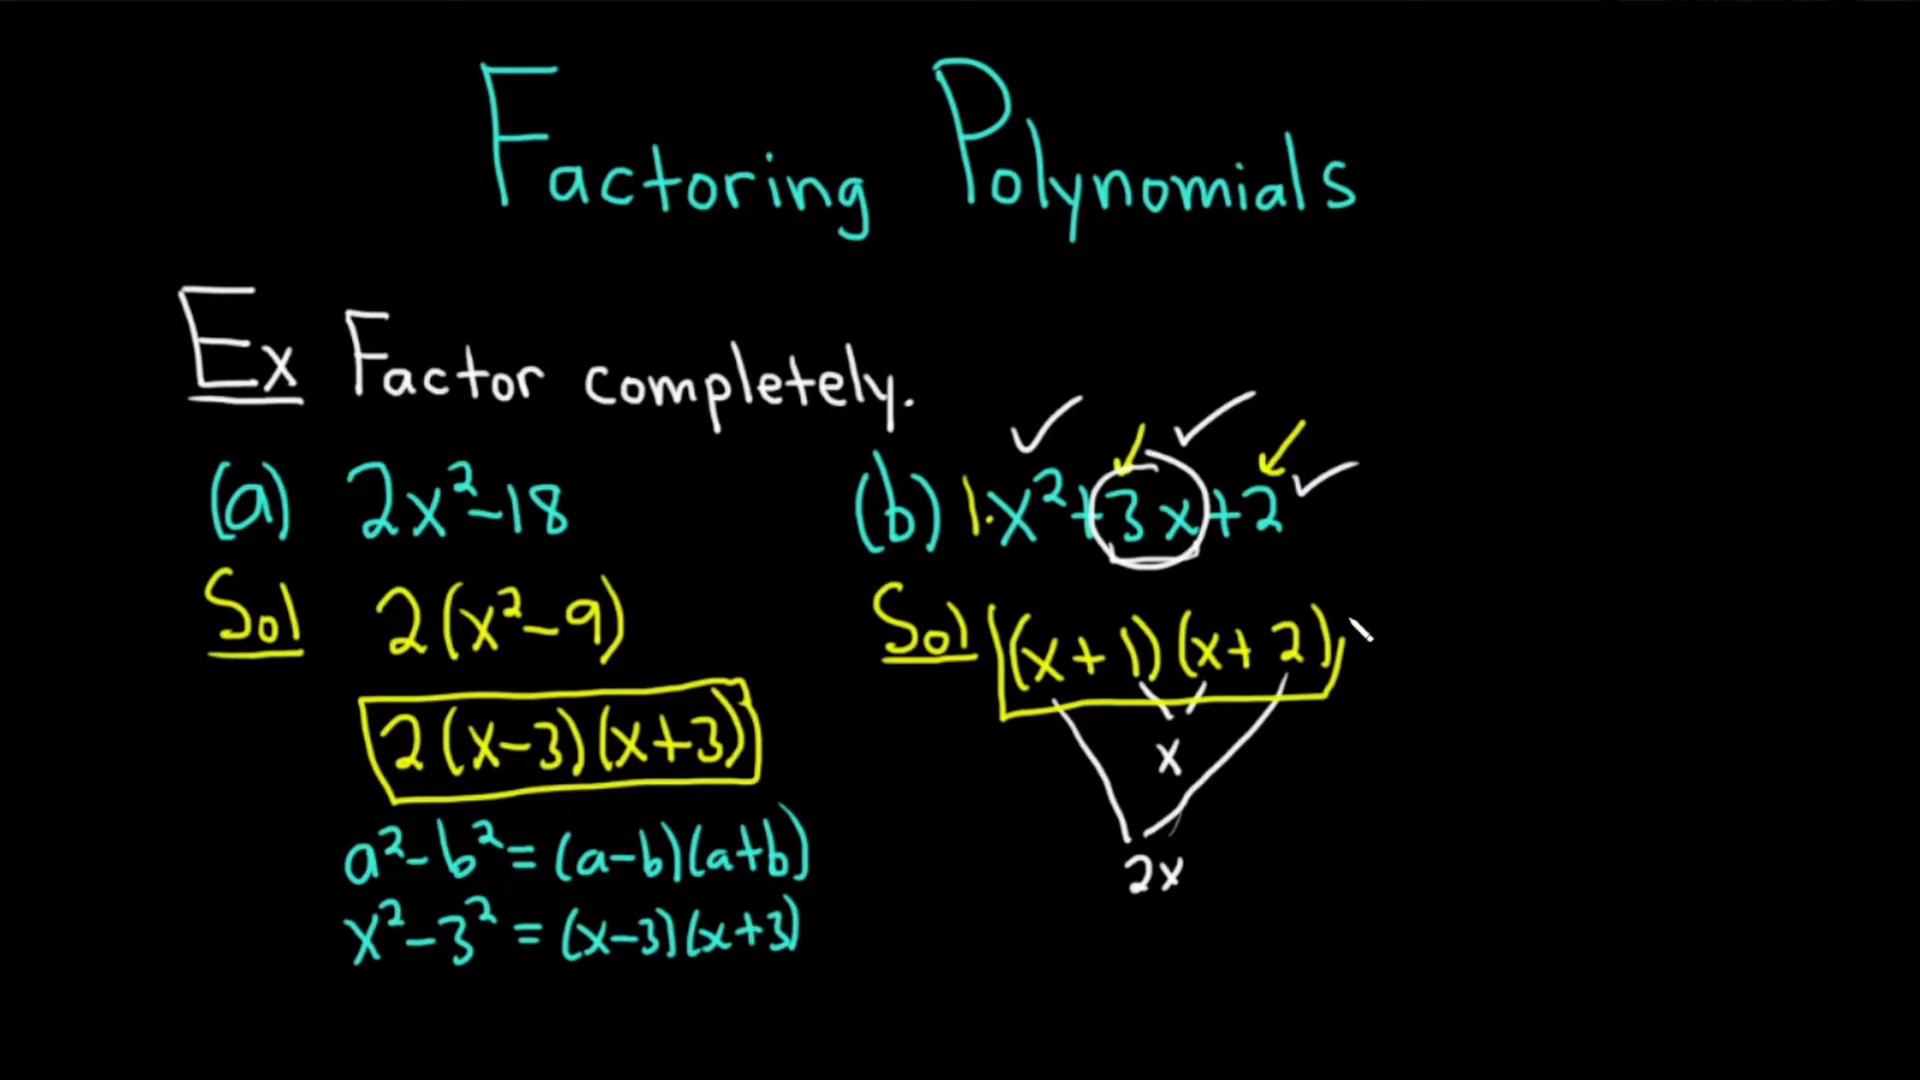 Factoring Polynomials
Ex Factor completely.
(a) 2x²-18
Sol 2(x²-9)
2(x-3)(x+3)
a²-b²=(a-b)(a+b)
x²-3²=(x-3)(x+3)
(b) 1·x²+3x+2
Sol (x+1)(x+2)
x
2x